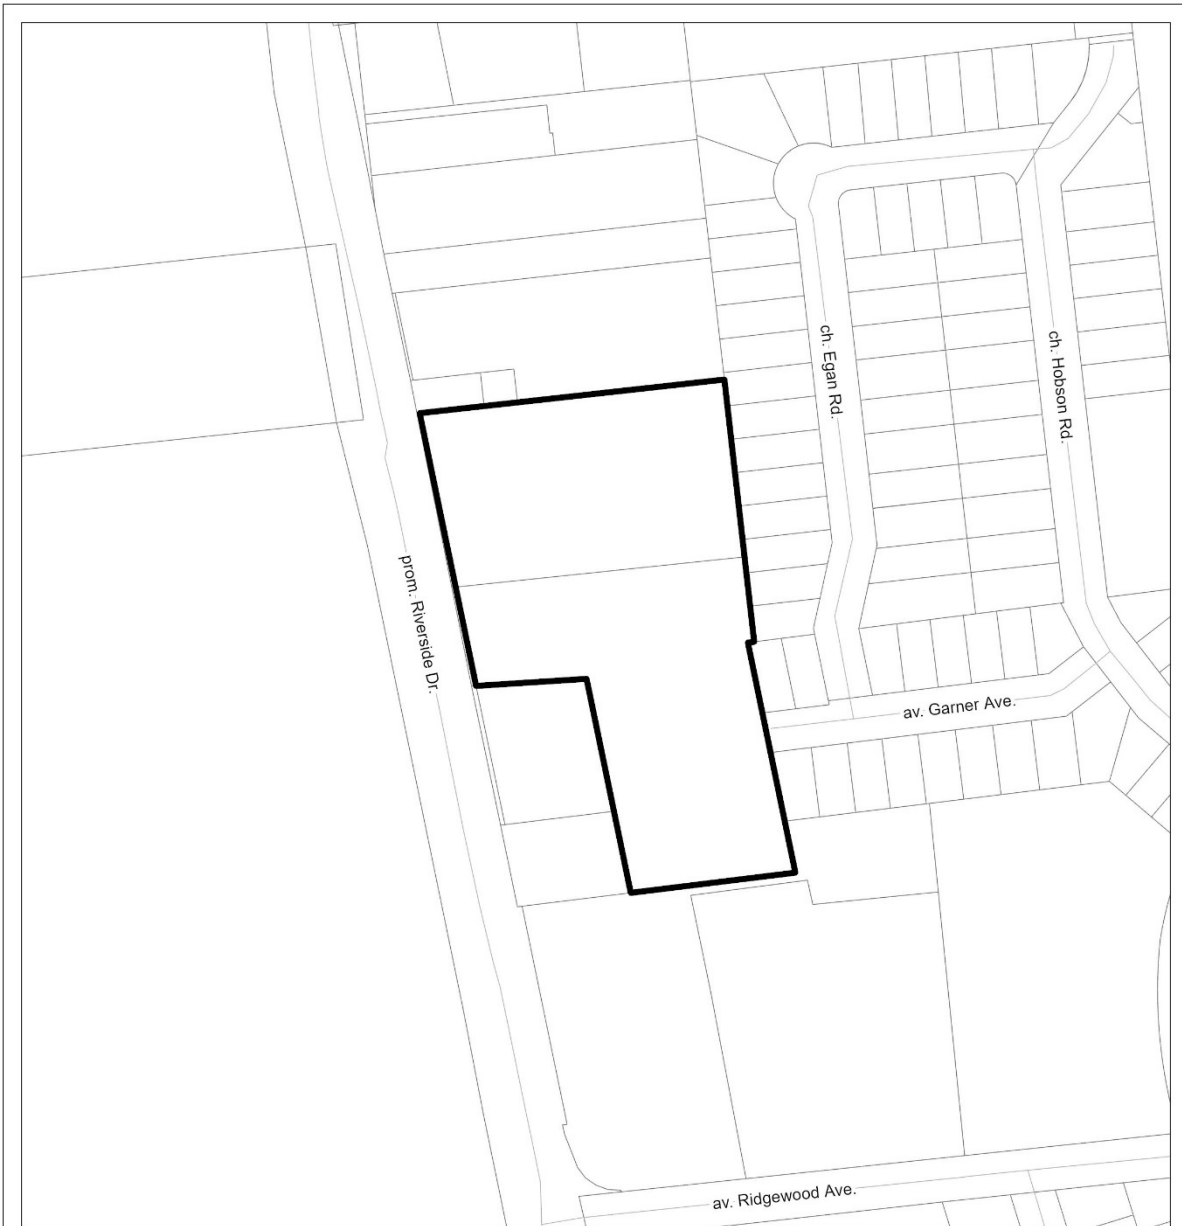 ch. Egan Rd.
ch. Hobson Rd.
prom. Riverside Dr.
av. Garner Ave.
av. Ridgewood Ave.